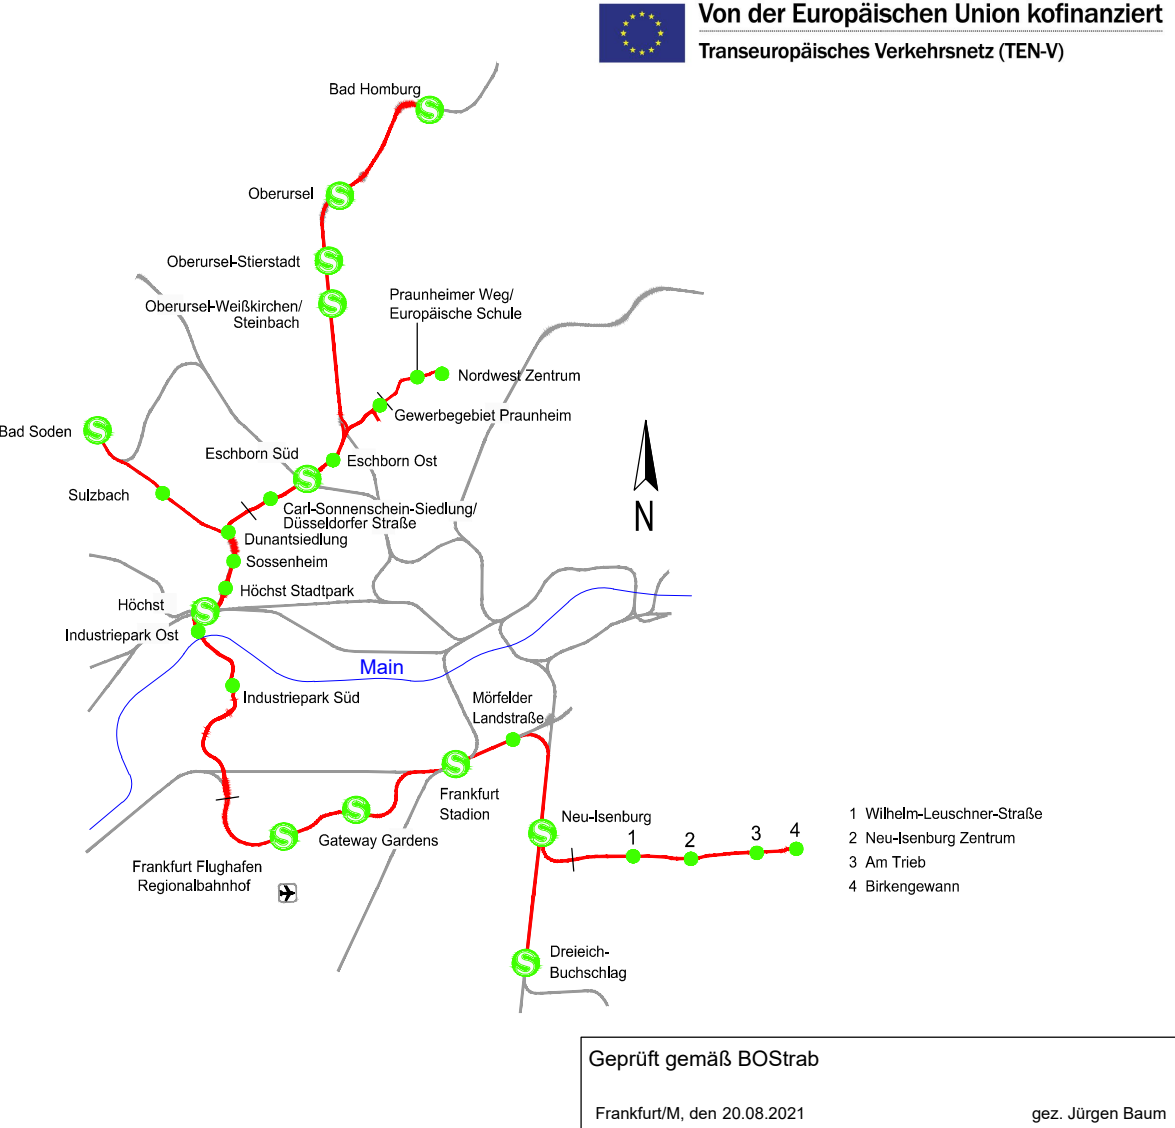 Von der Europäischen Union kofinanziert
Transeuropäisches Verkehrsnetz (TEN-V)
Bad Homburg
S
Oberursel
S
Oberursel-Stierstadt
S
Oberursel-Weißkirchen/
Steinbach
S
Praunheimer Weg/
Europäische Schule
Nordwest Zentrum
Gewerbegebiet Praunheim
Bad Soden
S
Eschborn Süd
S
Eschborn Ost
Sulzbach
Carl-Sonnenschein-Siedlung/
Düsseldorfer Straße
Dunantsiedlung
N
Sossenheim
Höchst Stadtpark
Höchst
S
Industriepark Ost
Main
Industriepark Süd
Mörfelder
Landstraße
S
Frankfurt
Stadion
S
Gateway Gardens
S
Frankfurt Flughafen
Regionalbahnhof
Neu-Isenburg
S
1
2
3
4
1 Wilhelm-Leuschner-Straße
2 Neu-Isenburg Zentrum
3 Am Trieb
4 Birkengewann
S
Dreieich-
Buchschlag
Geprüft gemäß BOStrab
Frankfurt/M, den 20.08.2021 gez. Jürgen Baum